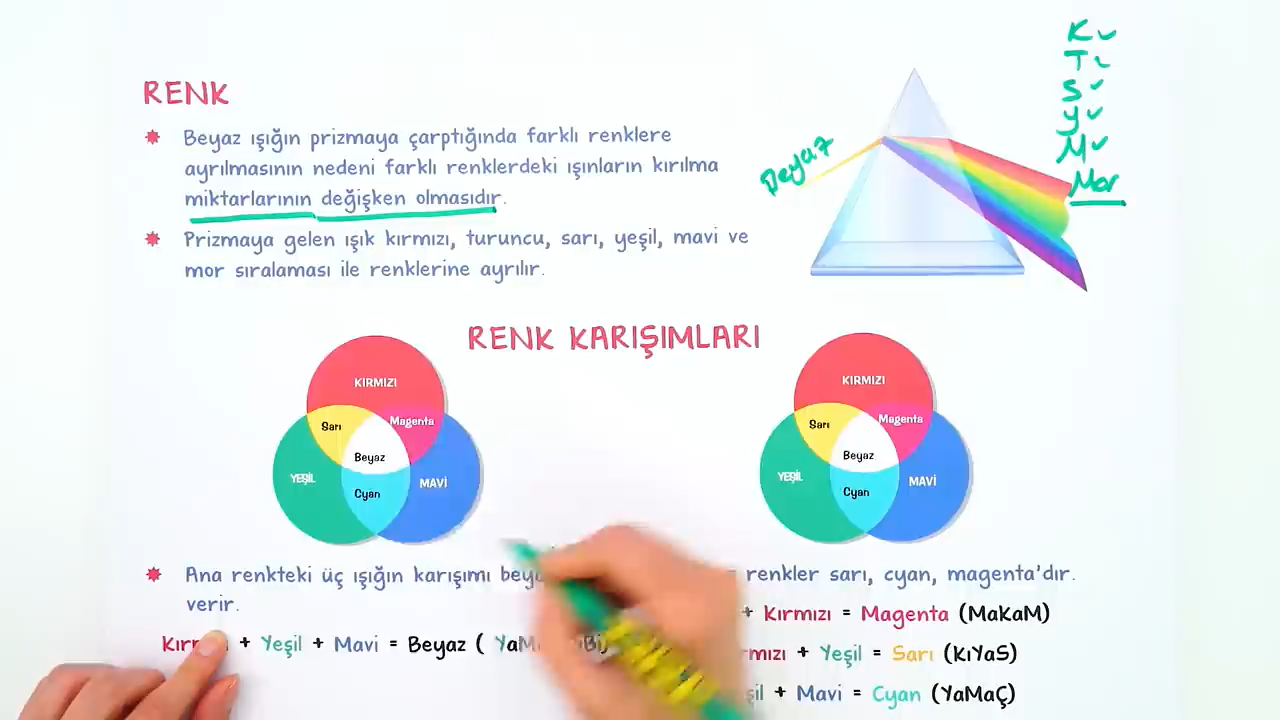 K
T
S
Y
M
Mor
Beyaz
RENK
Beyaz ışığın prizmaya çarptığında farklı renklere
ayrılmasının nedeni farklı renklerdeki ışınların kırılma
miktarlarının değişken olmasıdır.
Prizmaya gelen ışık kırmızı, turuncu, sarı, yeşil, mavi ve
mor sıralaması ile renklerine ayrılır.
RENK KARIŞIMLARI
KIRMIZI
Sarı
Magenta
Beyaz
YEŞİL
Cyan
MAVİ
KIRMIZI
Sarı
Magenta
Beyaz
YEŞİL
Cyan
MAVİ
Ana renkteki üç ışığın karışımı
verir.
+ Yeşil + Mavi = Beyaz (
renkler sarı, cyan, magenta'dır.
+ Kırmızı = Magenta (MaKaM)
+ Yeşil = Sarı (KıYaS)
+ Mavi = Cyan (YaMaÇ)